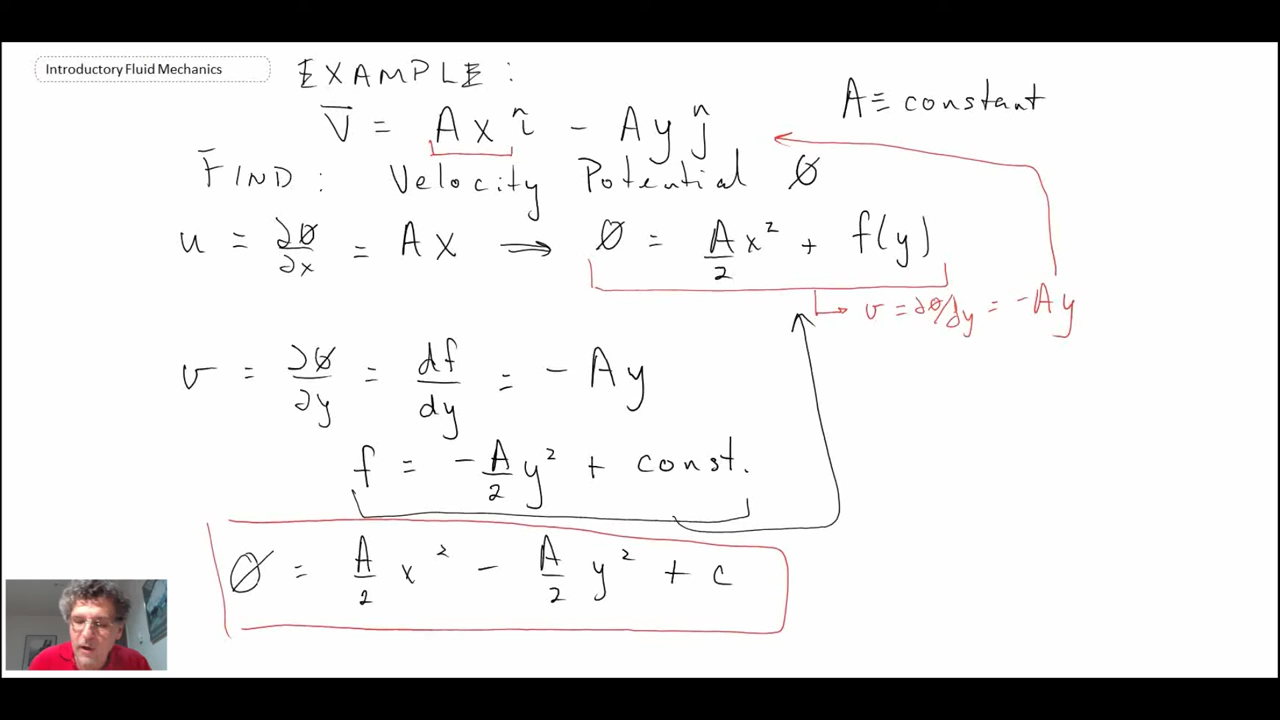 Introductory Fluid Mechanics
EXAMPLE:
V̅ = Ax î - Ay ĵ
A ≡ constant
FIND: Velocity Potential Ø
u = ∂Ø/∂x = Ax ⇒ Ø = A/2 x² + f(y)
↳ v = ∂Ø/∂y = -Ay
v = ∂Ø/∂y = df/dy = -Ay
f = -A/2 y² + const.
Ø = A/2 x² - A/2 y² + c